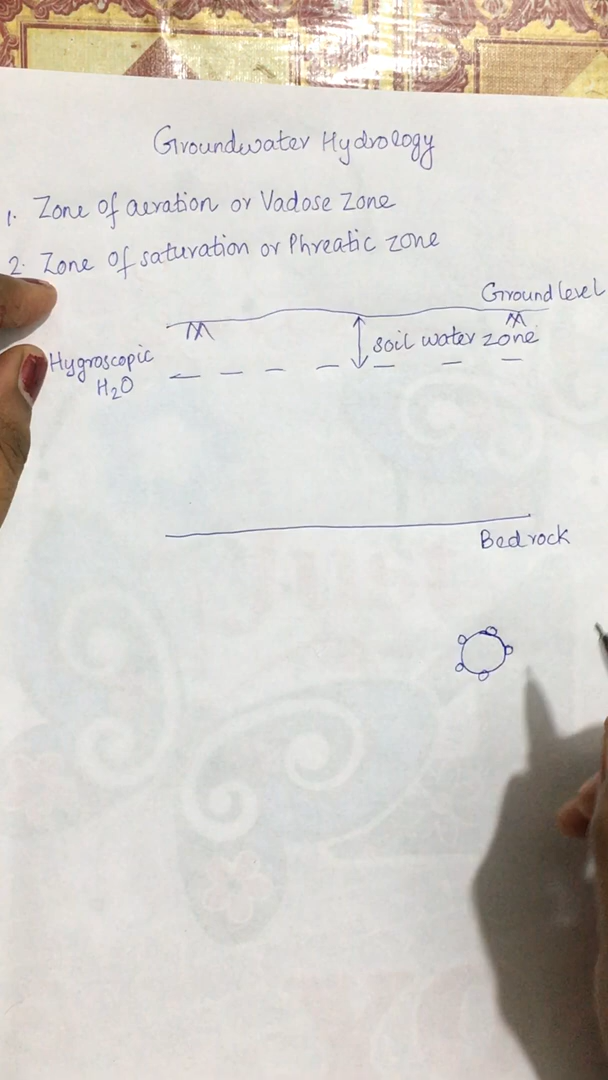 Groundwater Hydrology
1. Zone of aeration or Vadose Zone
2. Zone of saturation or Phreatic zone
Ground level
soil water zone
Hygroscopic
H₂O
Bedrock